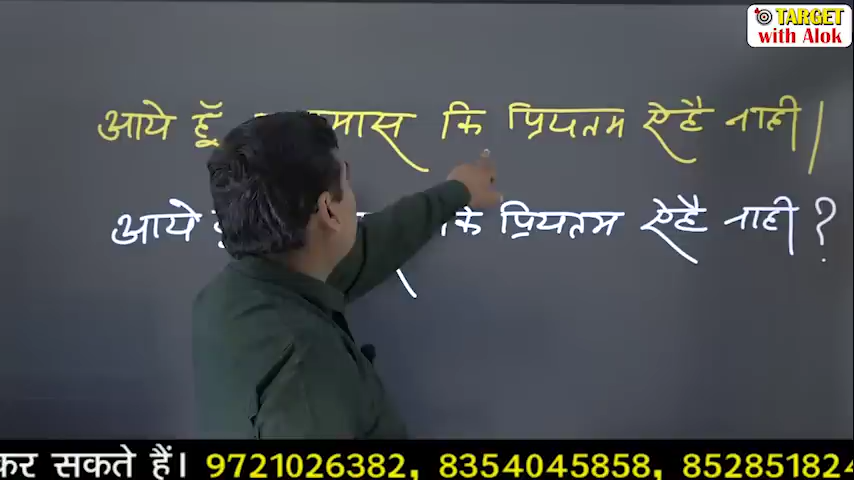 TARGET
with Alok
आये हूँ मास कि प्रियतम ऐहै नाही।
आये कि प्रियतम ऐहै नाही?
कर सकते हैं। 9721026382, 8354045858, 852851824